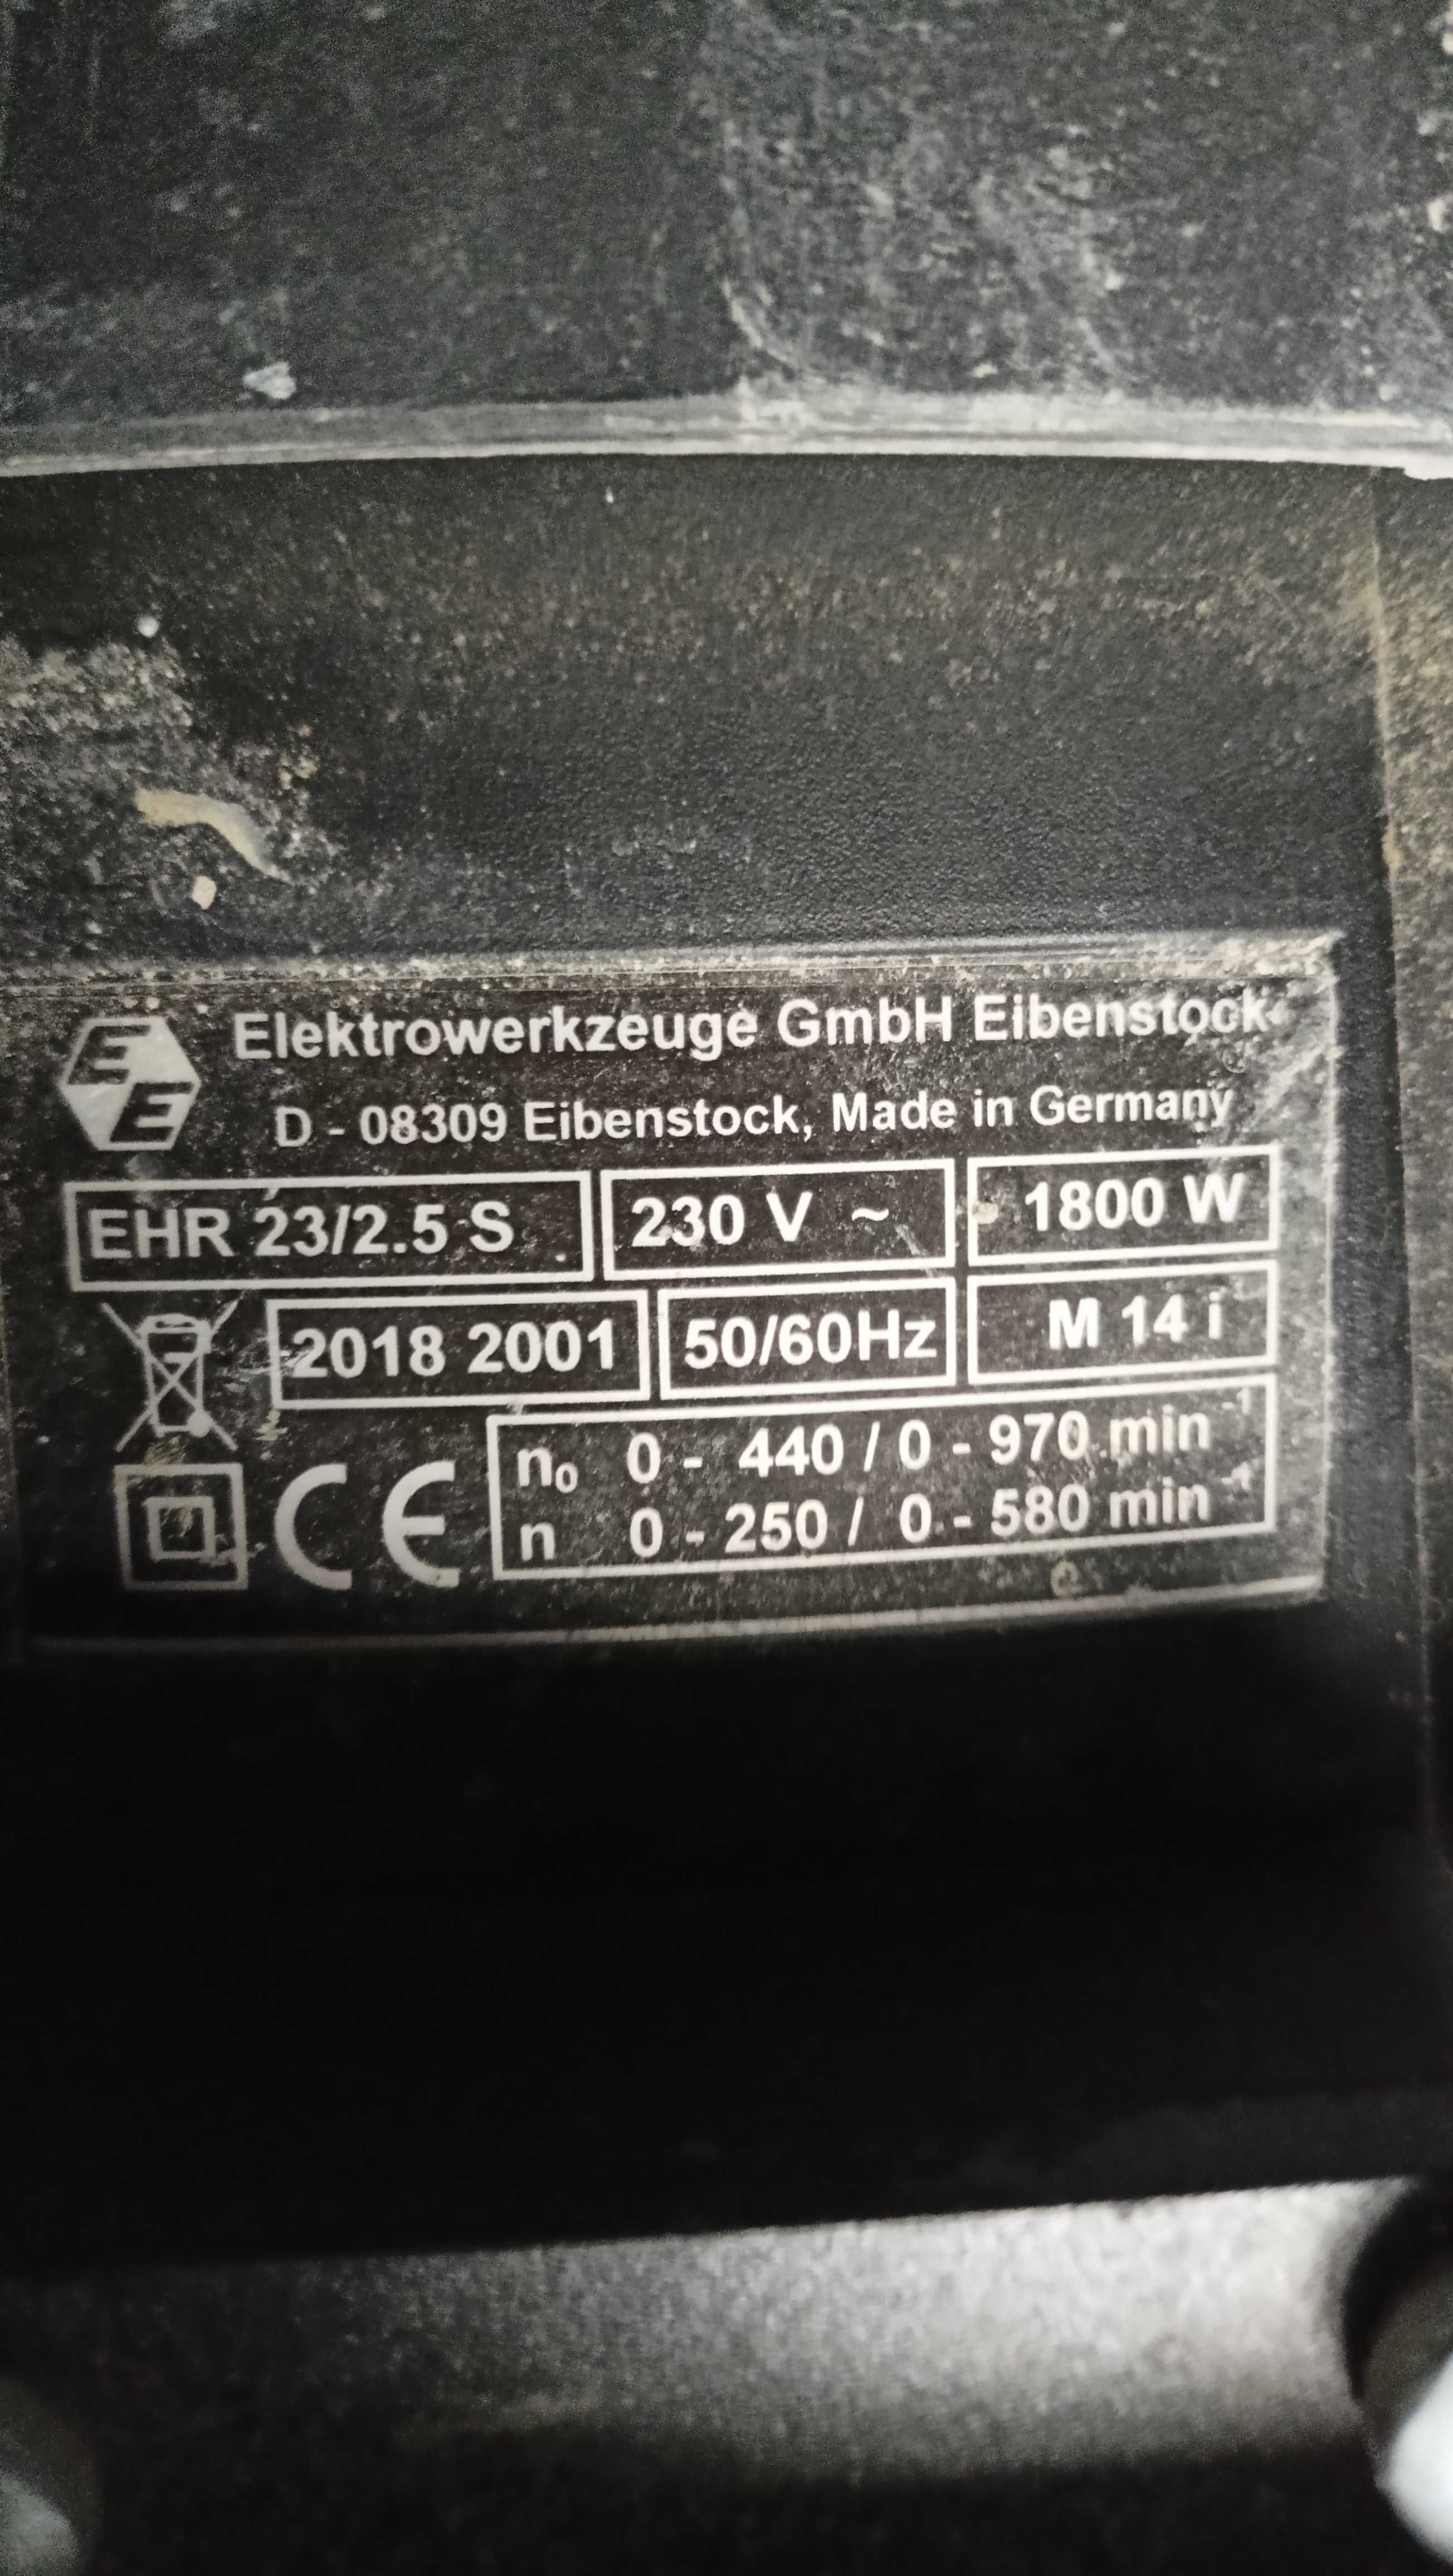 EE Elektrowerkzeuge GmbH Eibenstock
D - 08309 Eibenstock, Made in Germany
EHR 23/2.5 S 230 V ~ 1800 W
2018 2001 50/60Hz M 14 i
n₀ 0 - 440 / 0 - 970 min⁻¹
CE n 0 - 250 / 0 - 580 min⁻¹